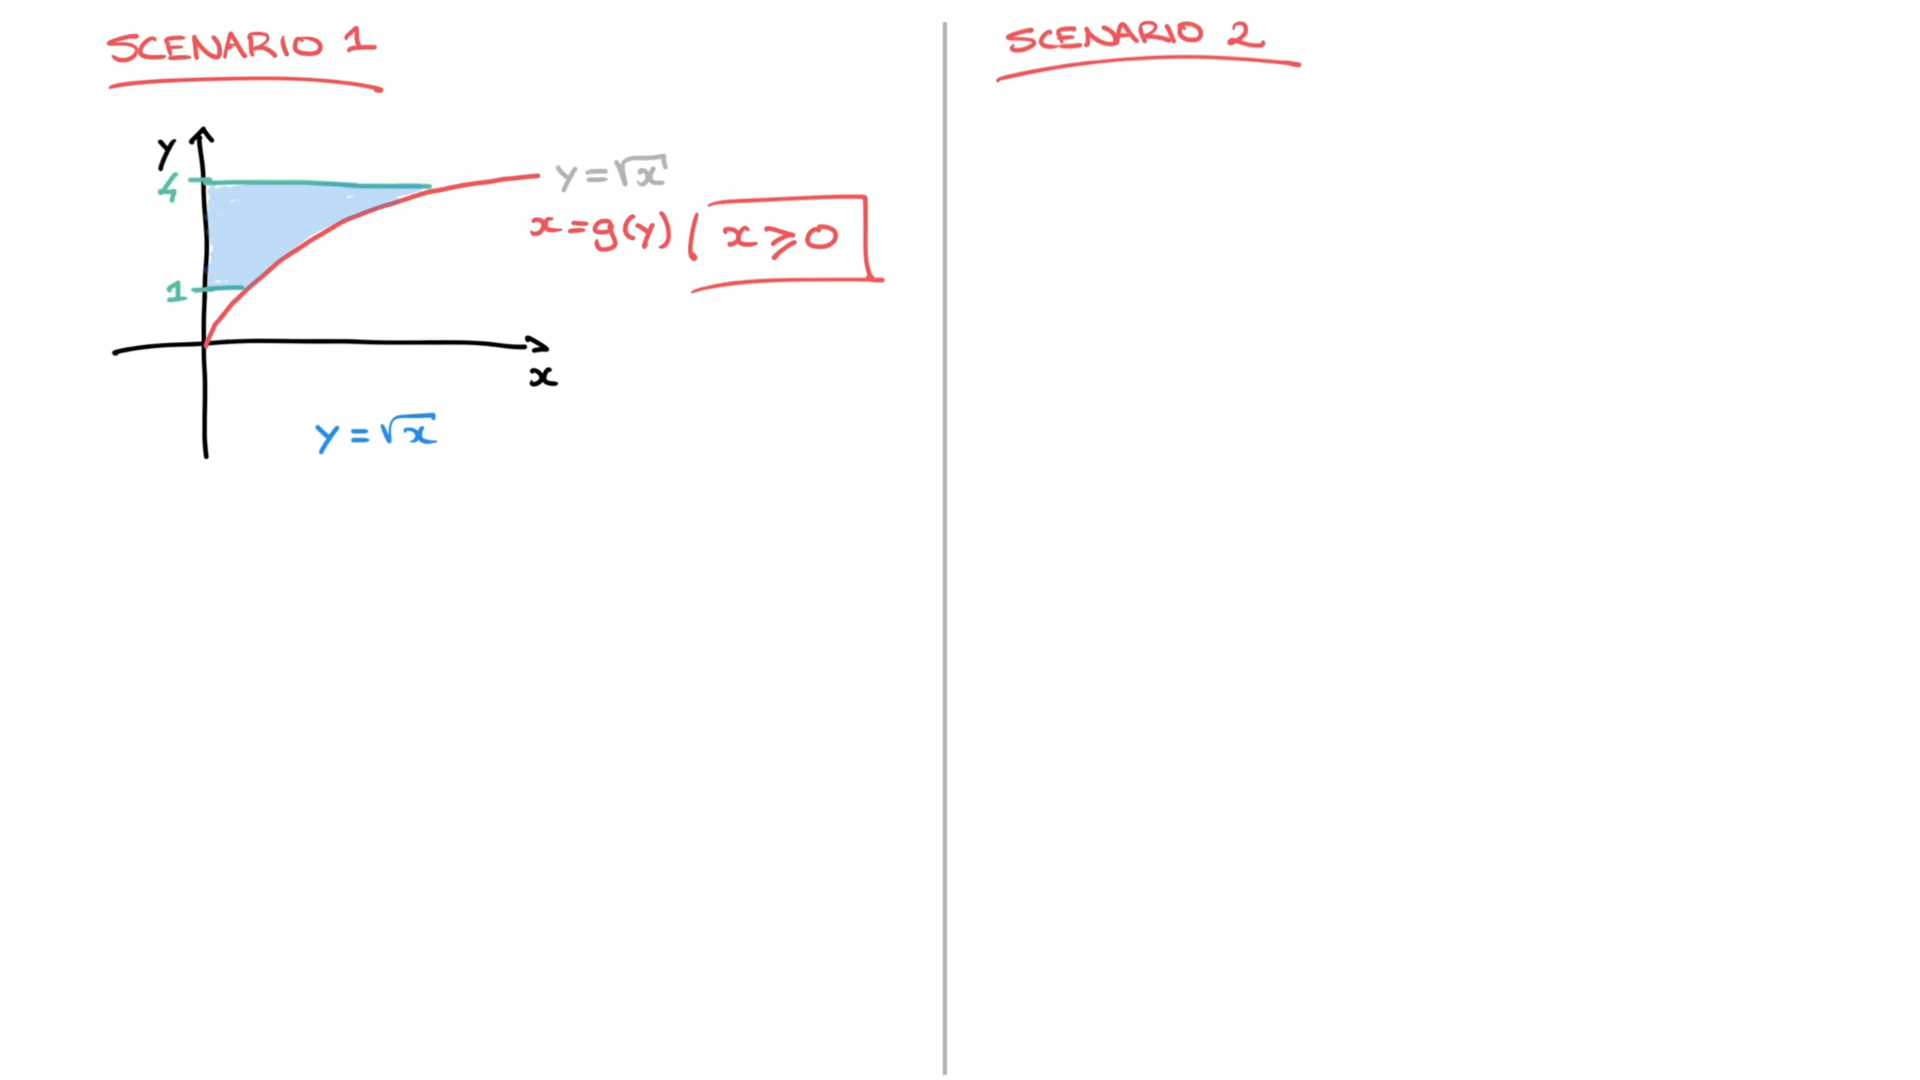 SCENARIO 1
y
4
y = √x
x = g(y) ( x ⩾ 0
1
x
y = √x
SCENARIO 2